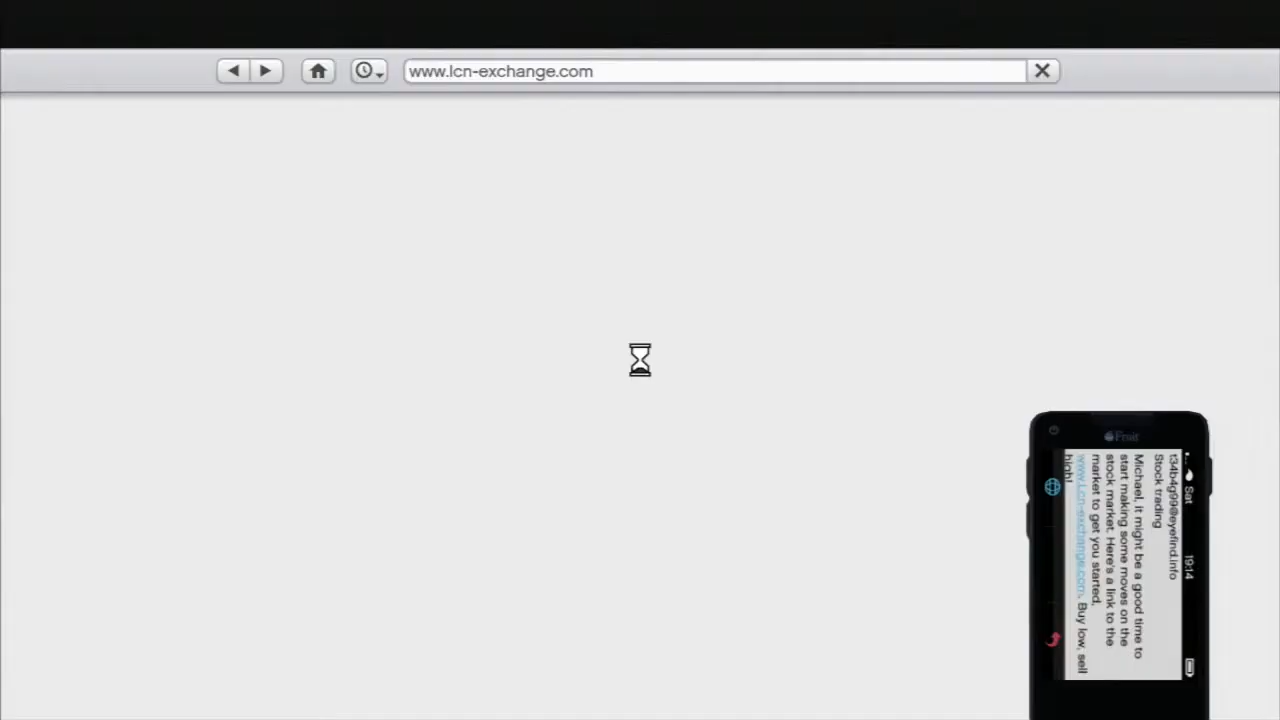 www.lcn-exchange.com
Fruit
Sat 19:14
t34b4g99@eyefind.info
Stock trading
Michael, it might be a good time to
start making some moves on the
stock market. Here's a link to the
market to get you started,
www.Lcn-exchange.com. Buy low, sell
high!